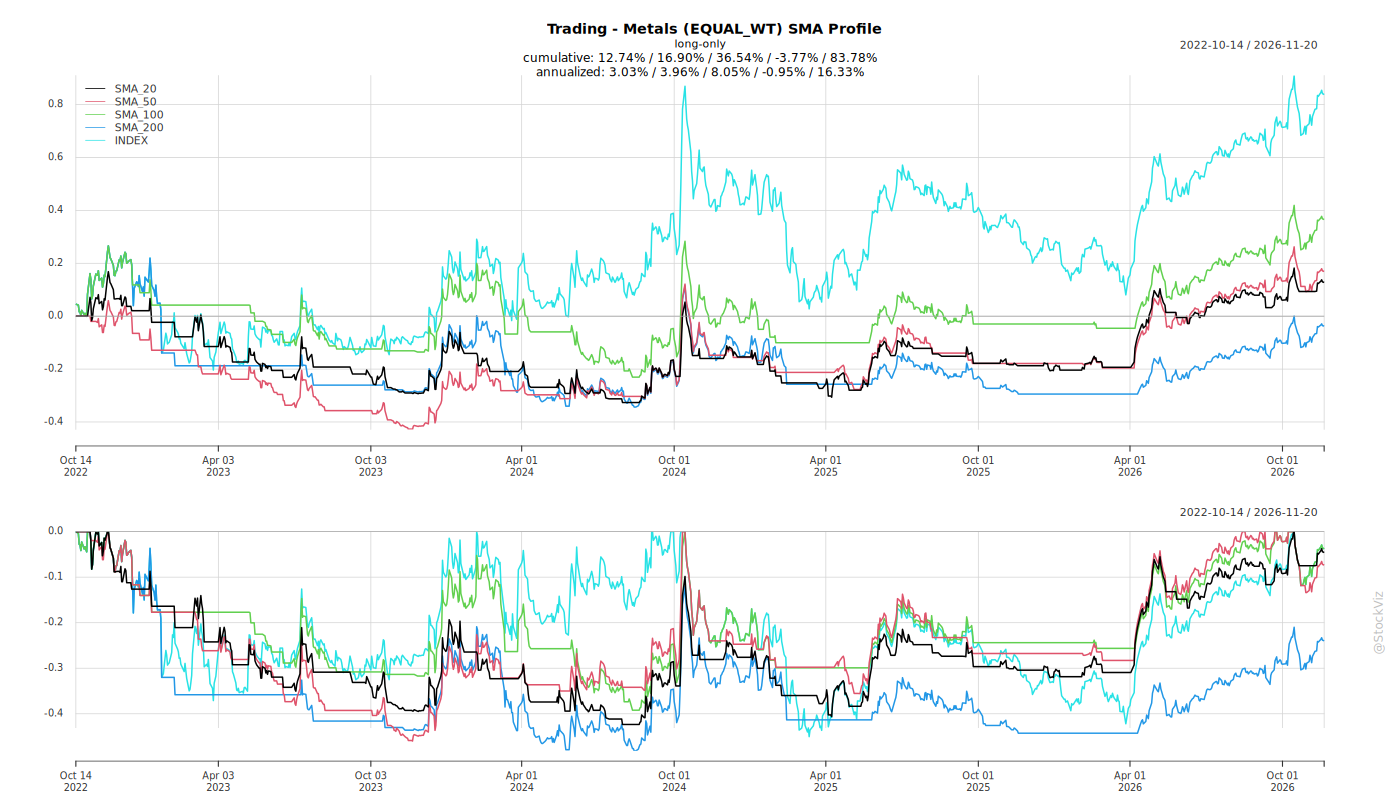 Trading - Metals (EQUAL_WT) SMA Profile
long-only
cumulative: 12.74% / 16.90% / 36.54% / -3.77% / 83.78%
annualized: 3.03% / 3.96% / 8.05% / -0.95% / 16.33%
2022-10-14 / 2026-11-20
SMA_20
SMA_50
SMA_100
SMA_200
INDEX
0.8
0.6
0.4
0.2
0.0
-0.2
-0.4
Oct 14 Apr 03 Oct 03 Apr 01 Oct 01 Apr 01 Oct 01 Apr 01 Oct 01
2022 2023 2023 2024 2024 2025 2025 2026 2026
2022-10-14 / 2026-11-20
0.0
-0.1
-0.2
-0.3
-0.4
Oct 14 Apr 03 Oct 03 Apr 01 Oct 01 Apr 01 Oct 01 Apr 01 Oct 01
2022 2023 2023 2024 2024 2025 2025 2026 2026
@StockViz